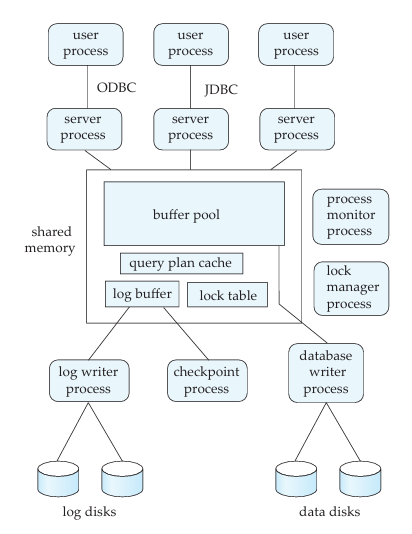 user
process
user
process
user
process
ODBC
JDBC
server
process
server
process
server
process
shared
memory
buffer pool
process
monitor
process
query plan cache
log buffer
lock table
lock
manager
process
log writer
process
checkpoint
process
database
writer
process
log disks
data disks